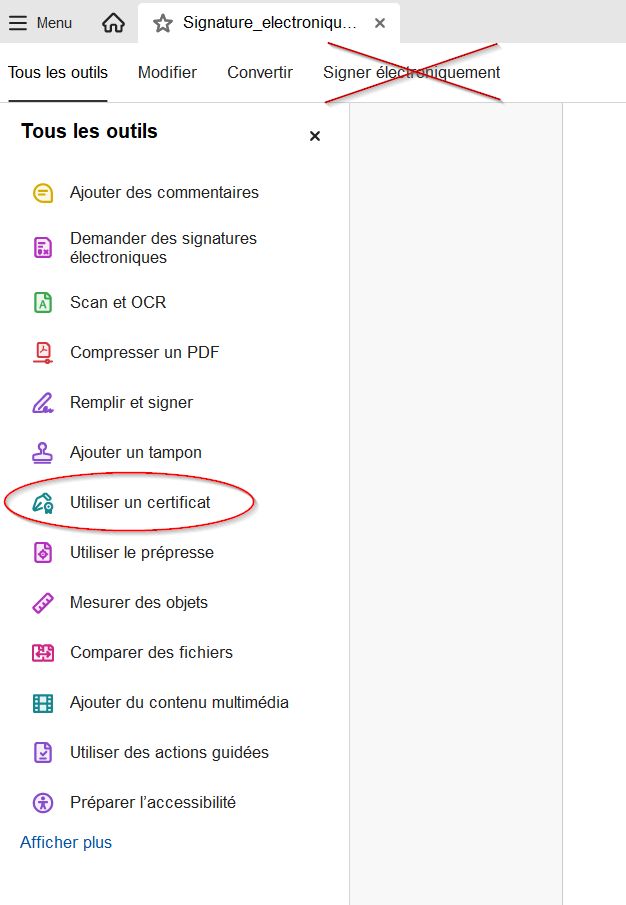 Menu
Signature_electroniqu...
Tous les outils
Modifier
Convertir
Signer électroniquement
Tous les outils
Ajouter des commentaires
Demander des signatures
électroniques
Scan et OCR
Compresser un PDF
Remplir et signer
Ajouter un tampon
Utiliser un certificat
Utiliser le prépresse
Mesurer des objets
Comparer des fichiers
Ajouter du contenu multimédia
Utiliser des actions guidées
Préparer l’accessibilité
Afficher plus